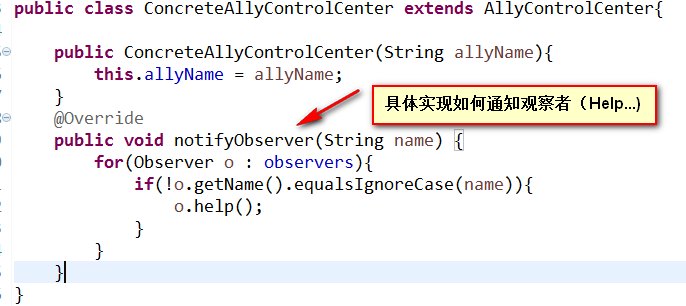 public class ConcreteAllyControlCenter extends AllyControlCenter{
public ConcreteAllyControlCenter(String allyName){
this.allyName = allyName;
}
具体实现如何通知观察者（Help...)
@Override
public void notifyObserver(String name) {
for(Observer o : observers){
if(!o.getName().equalsIgnoreCase(name)){
o.help();
}
}
}
}